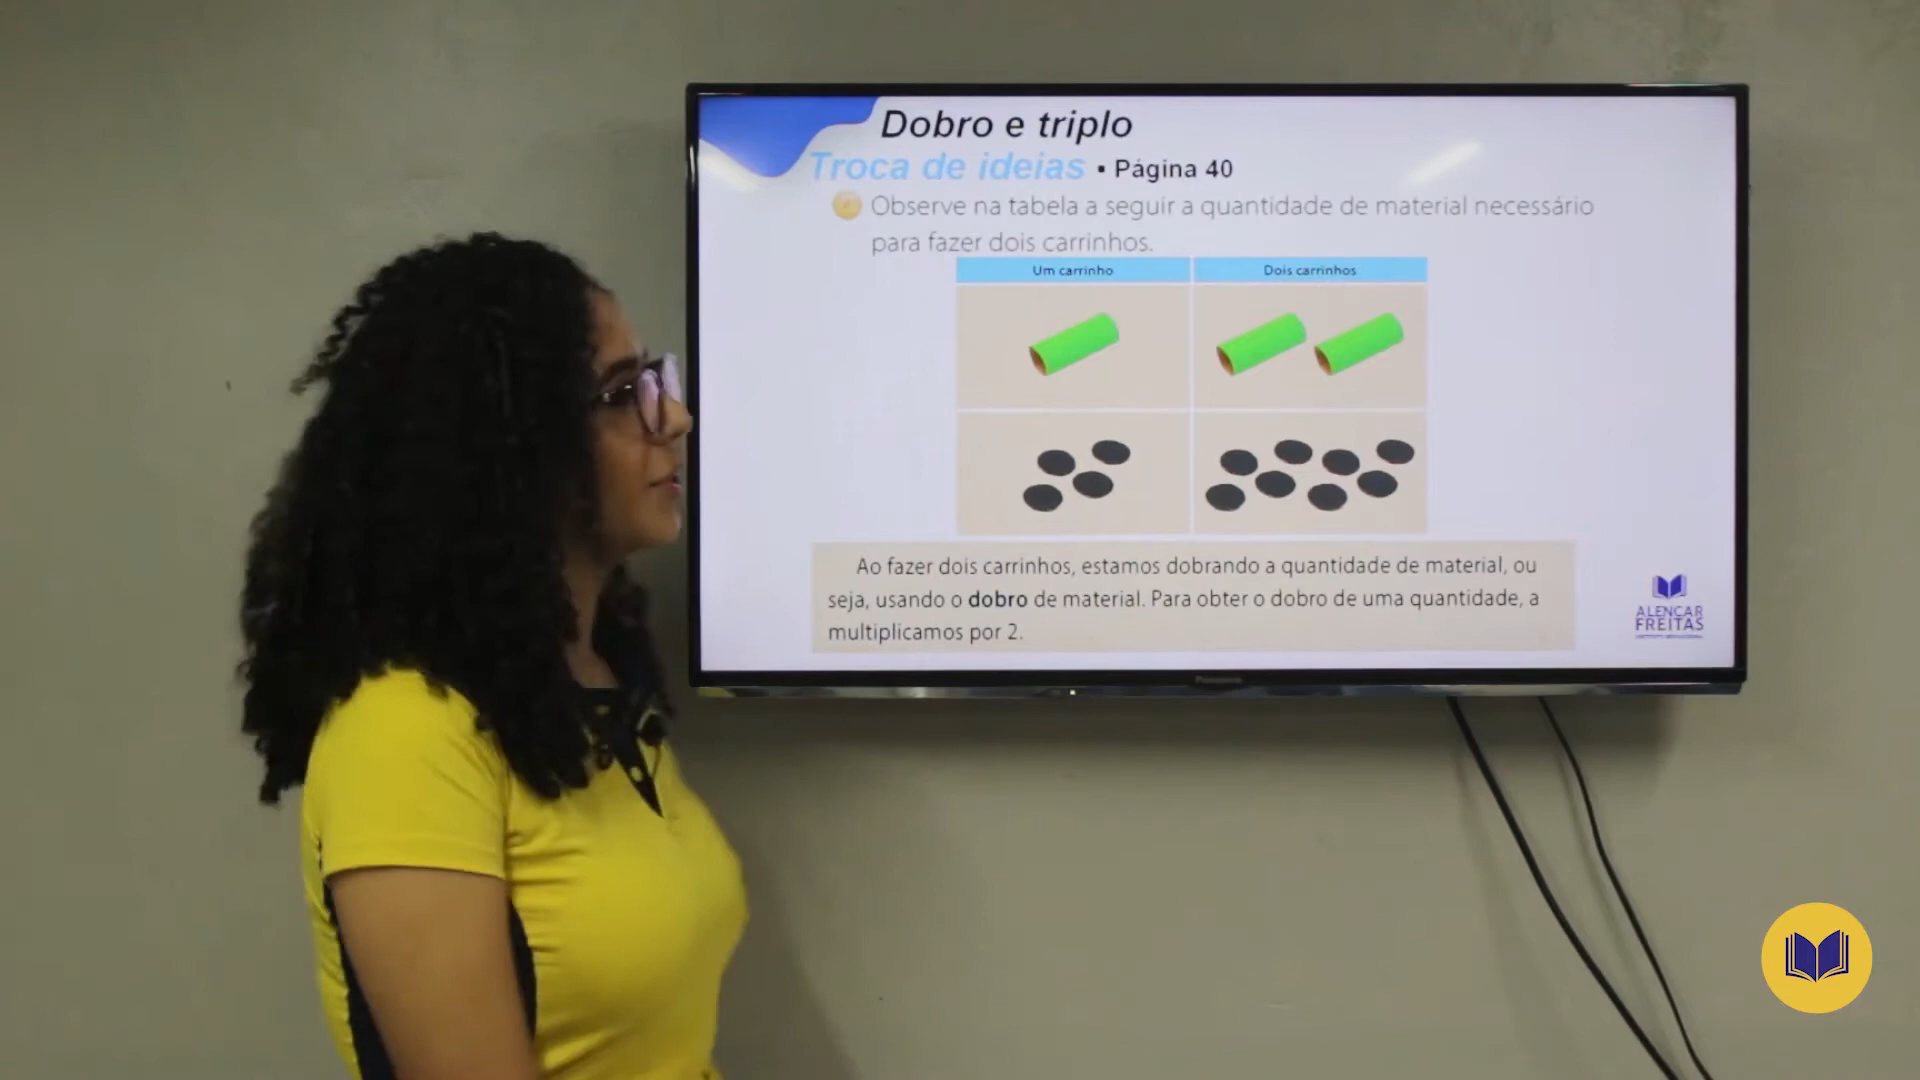 Dobro e triplo
Troca de ideias • Página 40
Observe na tabela a seguir a quantidade de material necessário
para fazer dois carrinhos.
Um carrinho
Dois carrinhos
Ao fazer dois carrinhos, estamos dobrando a quantidade de material, ou
seja, usando o dobro de material. Para obter o dobro de uma quantidade, a
multiplicamos por 2.
ALENCAR
FREITAS
Panasonic